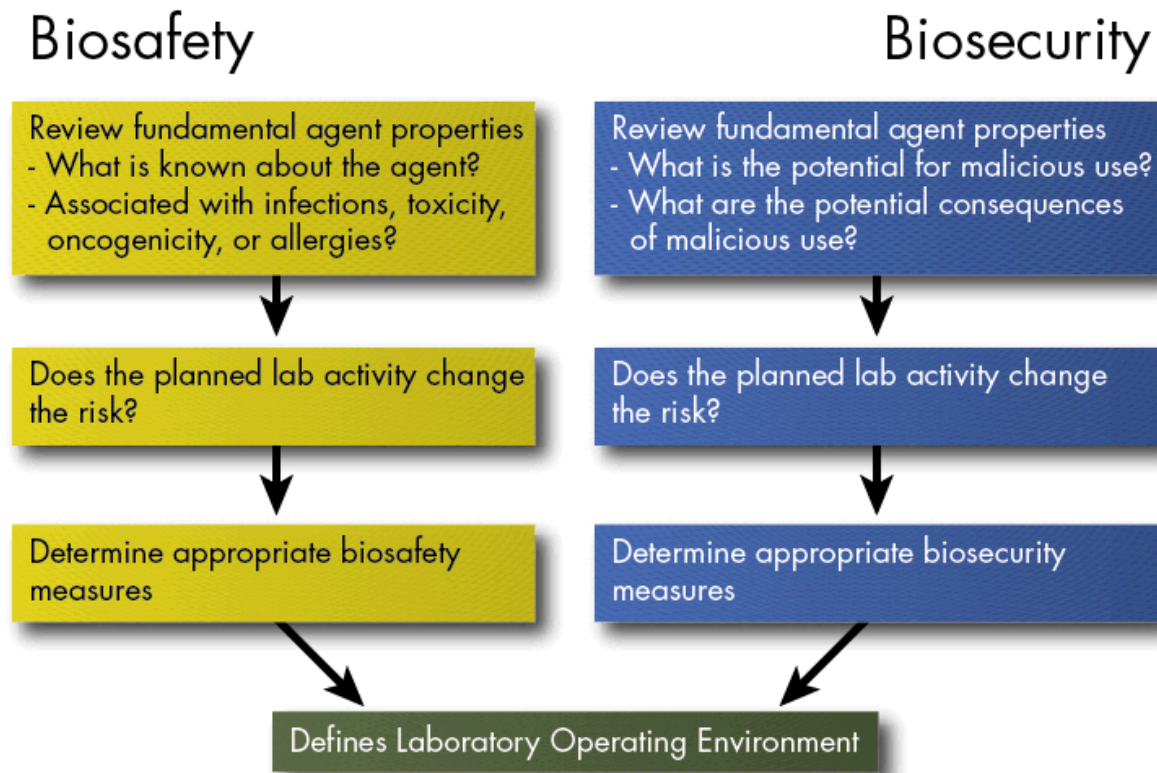 Biosafety
Biosecurity
Review fundamental agent properties
- What is known about the agent?
- Associated with infections, toxicity,
oncogenicity, or allergies?
Does the planned lab activity change
the risk?
Determine appropriate biosafety
measures
Review fundamental agent properties
- What is the potential for malicious use?
- What are the potential consequences
of malicious use?
Does the planned lab activity change
the risk?
Determine appropriate biosecurity
measures
Defines Laboratory Operating Environment